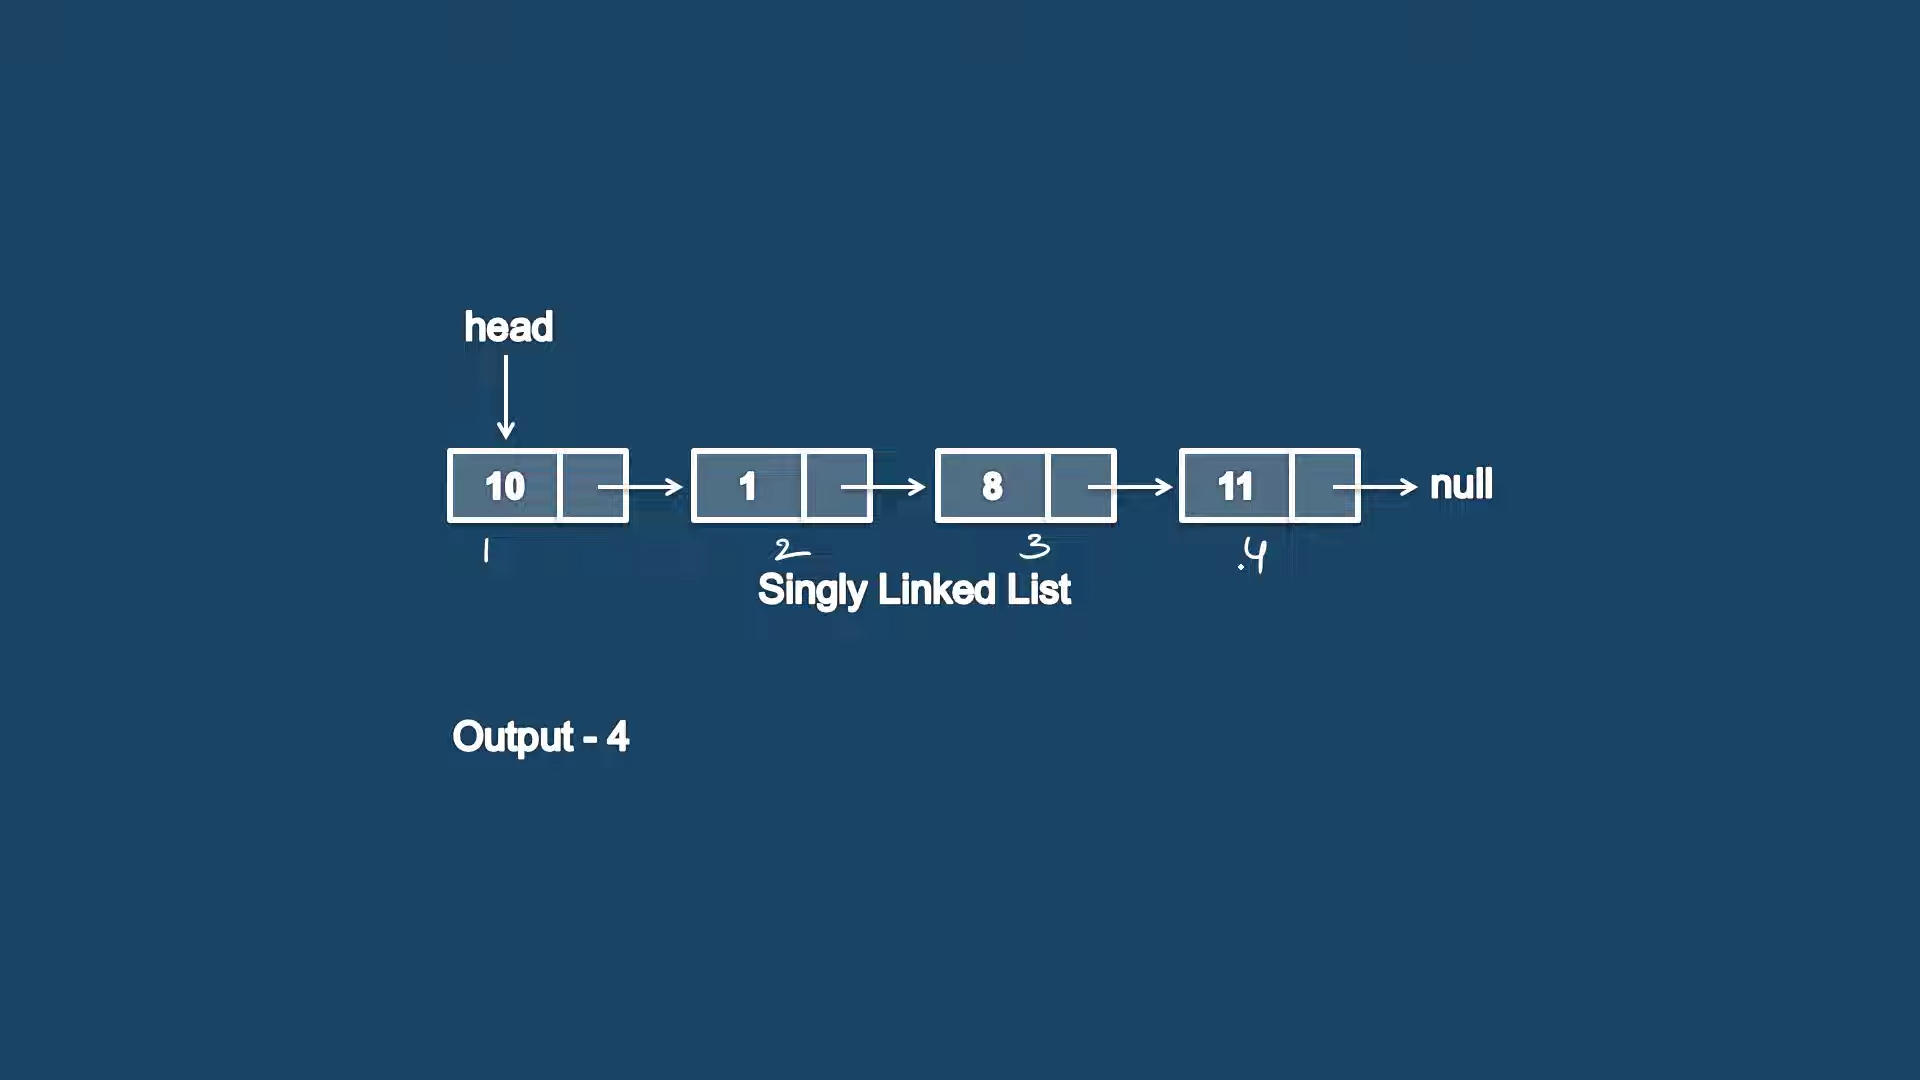 head
10 1 8 11 null
1 2 3 4
Singly Linked List
Output - 4